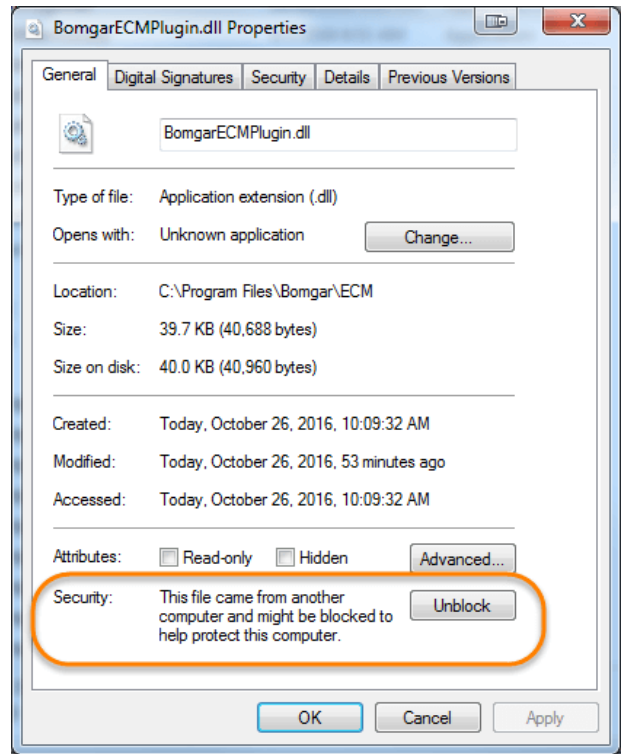 BomgarECMPlugin.dll Properties
General Digital Signatures Security Details Previous Versions
BomgarECMPlugin.dll
Type of file: Application extension (.dll)
Opens with: Unknown application Change...
Location: C:\Program Files\Bomgar\ECM
Size: 39.7 KB (40,688 bytes)
Size on disk: 40.0 KB (40,960 bytes)
Created: Today, October 26, 2016, 10:09:32 AM
Modified: Today, October 26, 2016, 53 minutes ago
Accessed: Today, October 26, 2016, 10:09:32 AM
Attributes: Read-only Hidden Advanced...
Security: This file came from another
computer and might be blocked to
help protect this computer.
Unblock
OK Cancel Apply